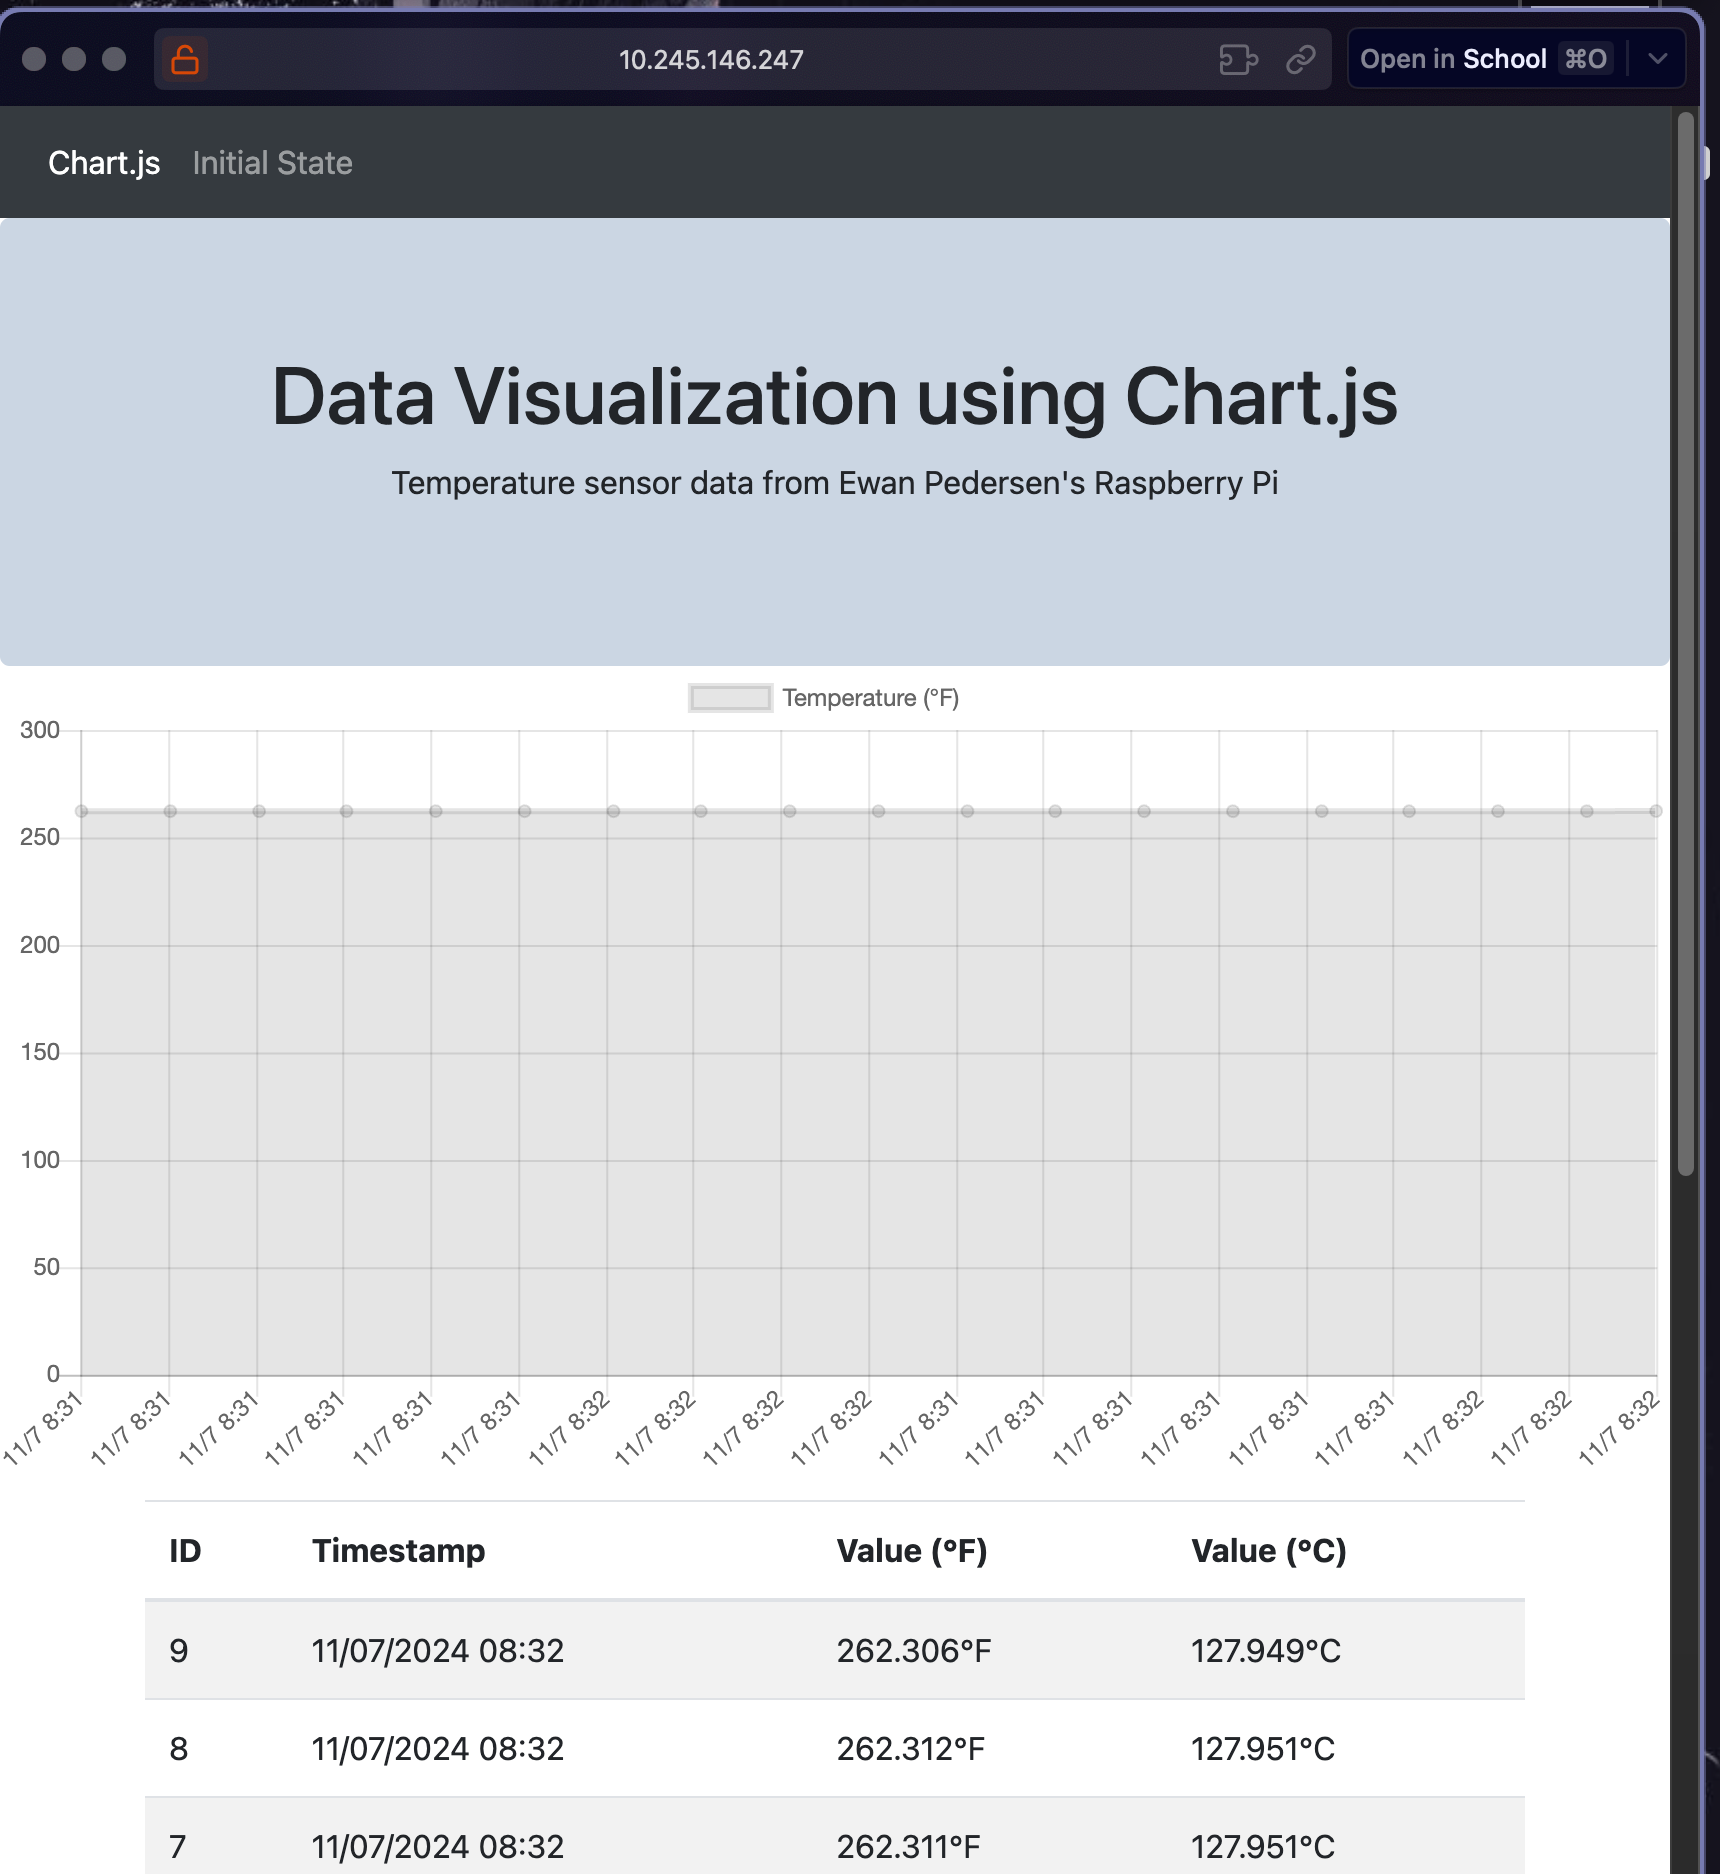 10.245.146.247
Open in School ⌘O
Chart.js Initial State
Data Visualization using Chart.js
Temperature sensor data from Ewan Pedersen's Raspberry Pi
Temperature (°F)
300
250
200
150
100
50
0
11/7 8:31 11/7 8:31 11/7 8:31 11/7 8:31 11/7 8:31 11/7 8:31 11/7 8:32 11/7 8:32 11/7 8:32 11/7 8:32 11/7 8:31 11/7 8:31 11/7 8:31 11/7 8:31 11/7 8:31 11/7 8:31 11/7 8:32 11/7 8:32 11/7 8:32
ID Timestamp Value (°F) Value (°C)
9 11/07/2024 08:32 262.306°F 127.949°C
8 11/07/2024 08:32 262.312°F 127.951°C
7 11/07/2024 08:32 262.311°F 127.951°C